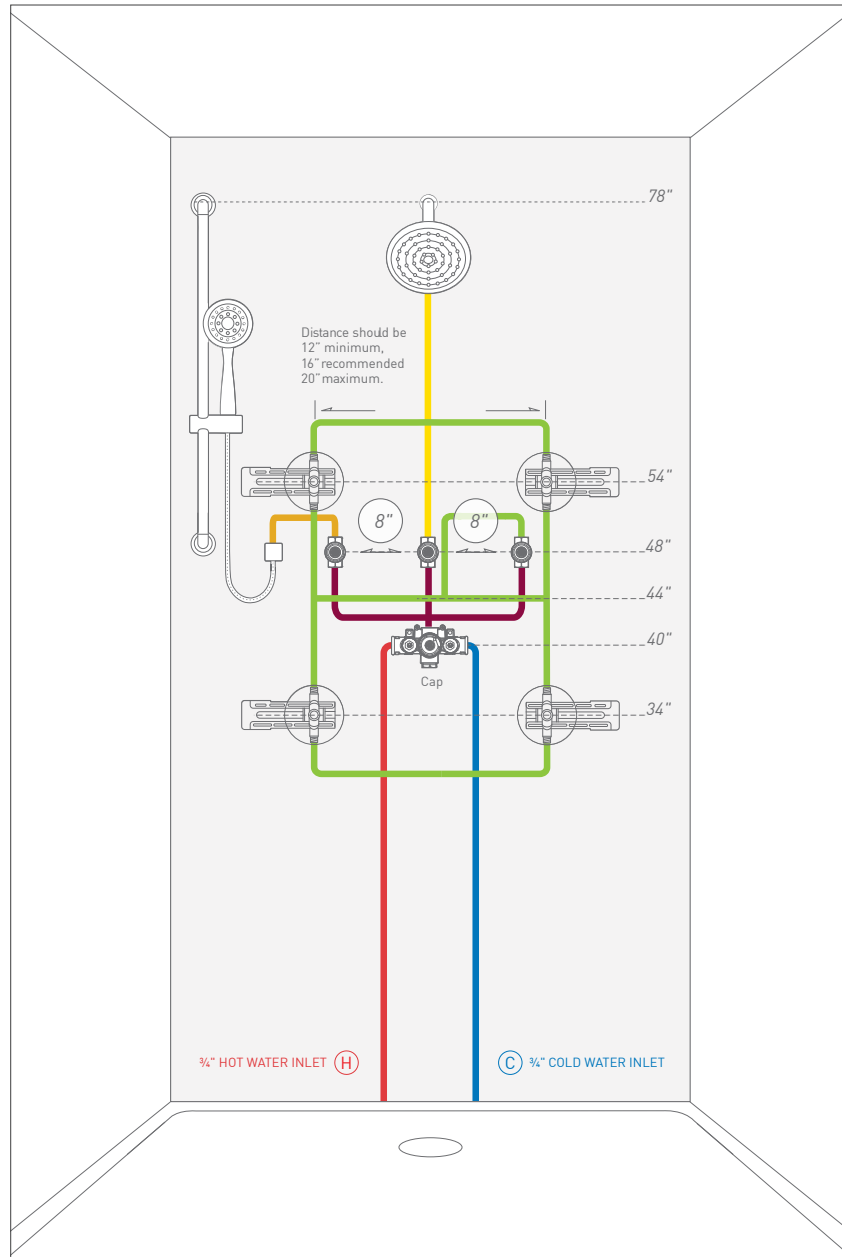 78"
Distance should be
12" minimum,
16" recommended
20" maximum.
54"
8"
8"
48"
44"
40"
Cap
34"
¾" HOT WATER INLET H
C ¾" COLD WATER INLET